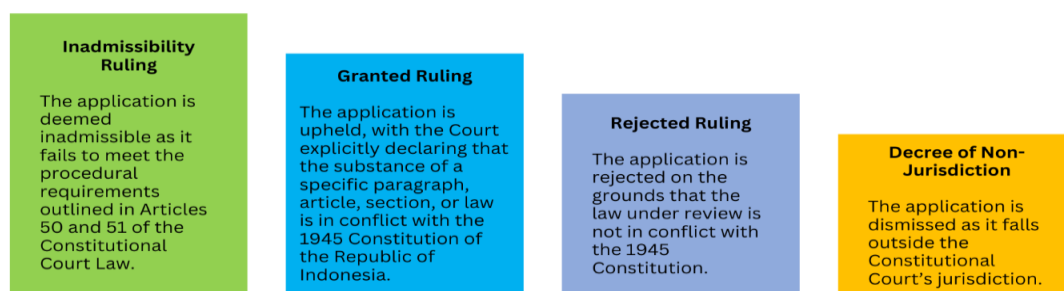 Inadmissibility
Ruling
The application is
deemed
inadmissible as it
fails to meet the
procedural
requirements
outlined in Articles
50 and 51 of the
Constitutional
Court Law.
Granted Ruling
The application is
upheld, with the Court
explicitly declaring that
the substance of a
specific paragraph,
article, section, or law
is in conflict with the
1945 Constitution of
the Republic of
Indonesia.
Rejected Ruling
The application is
rejected on the
grounds that the
law under review is
not in conflict with
the 1945
Constitution.
Decree of Non-
Jurisdiction
The application is
dismissed as it falls
outside the
Constitutional
Court’s jurisdiction.